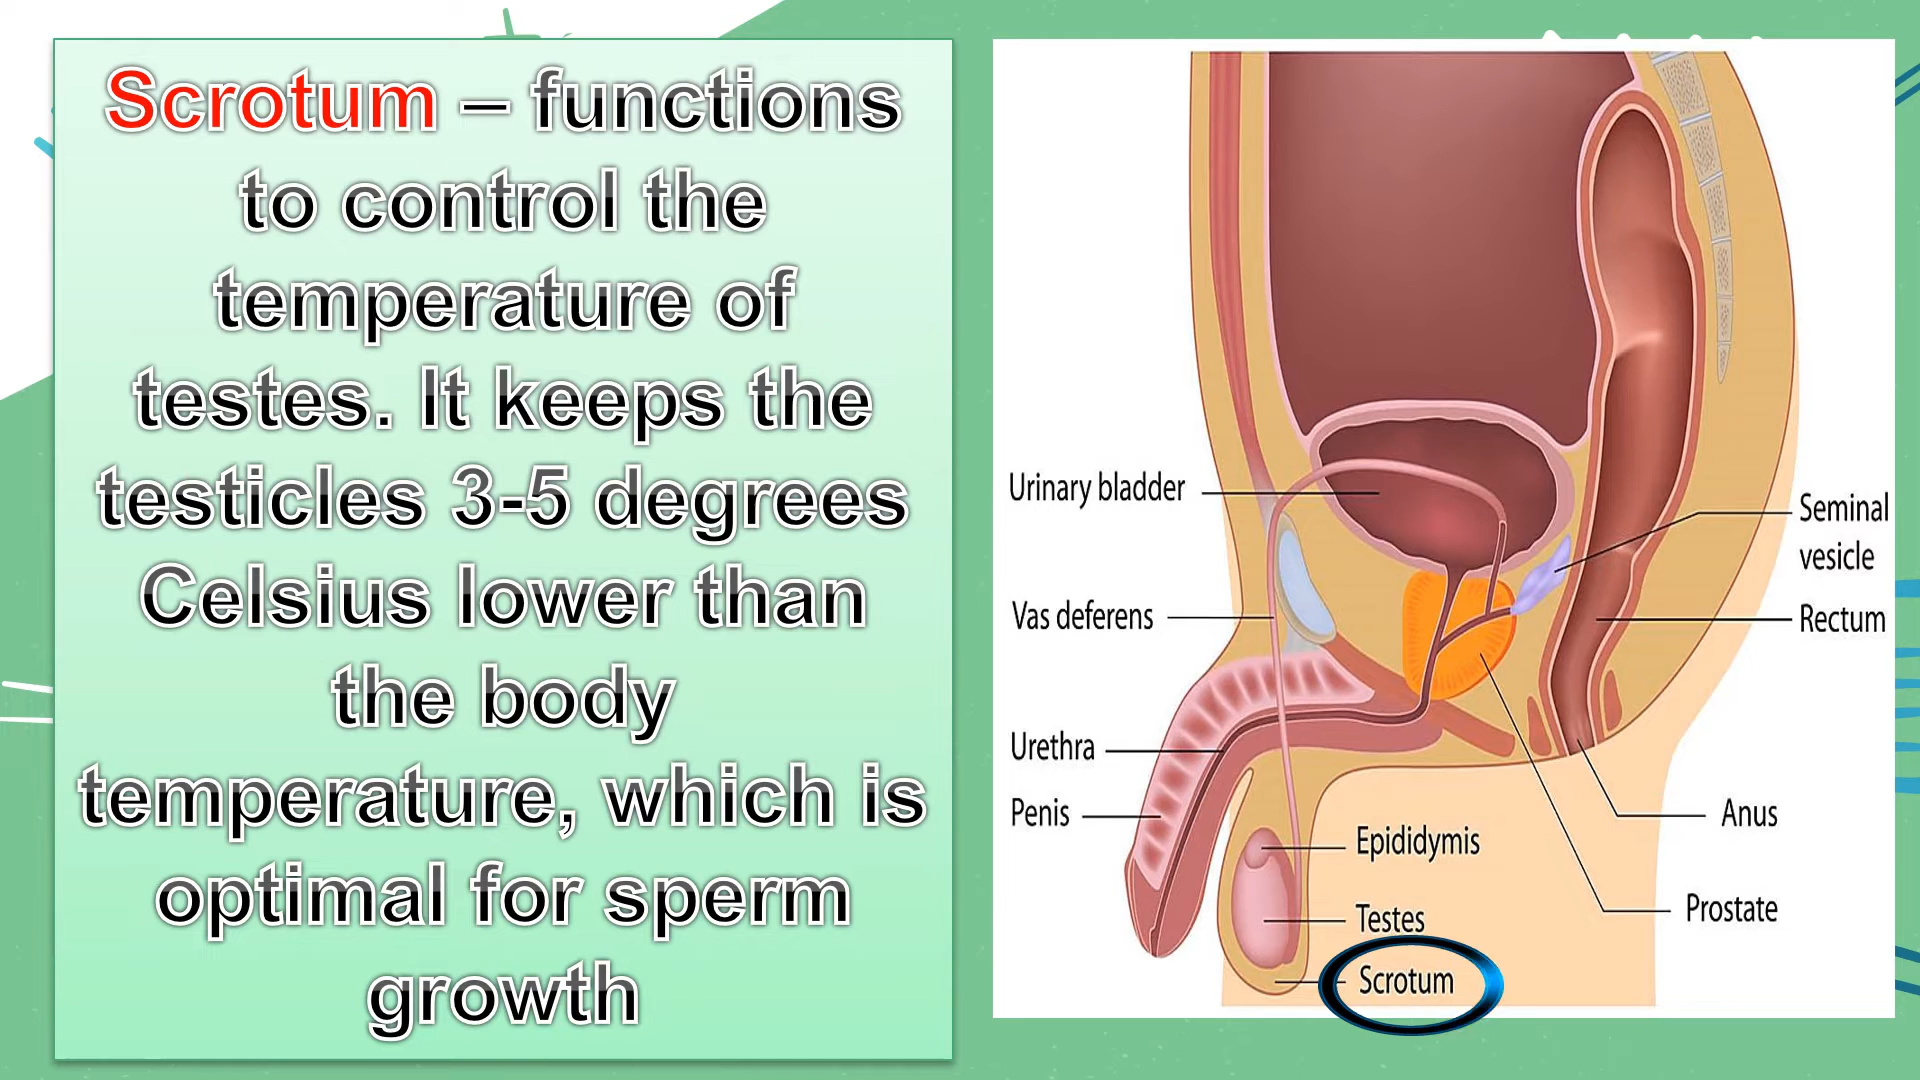 Scrotum – functions
to control the
temperature of
testes. It keeps the
testicles 3-5 degrees
Celsius lower than
the body
temperature, which is
optimal for sperm
growth
Urinary bladder
Vas deferens
Urethra
Penis
Epididymis
Testes
Scrotum
Seminal
vesicle
Rectum
Anus
Prostate